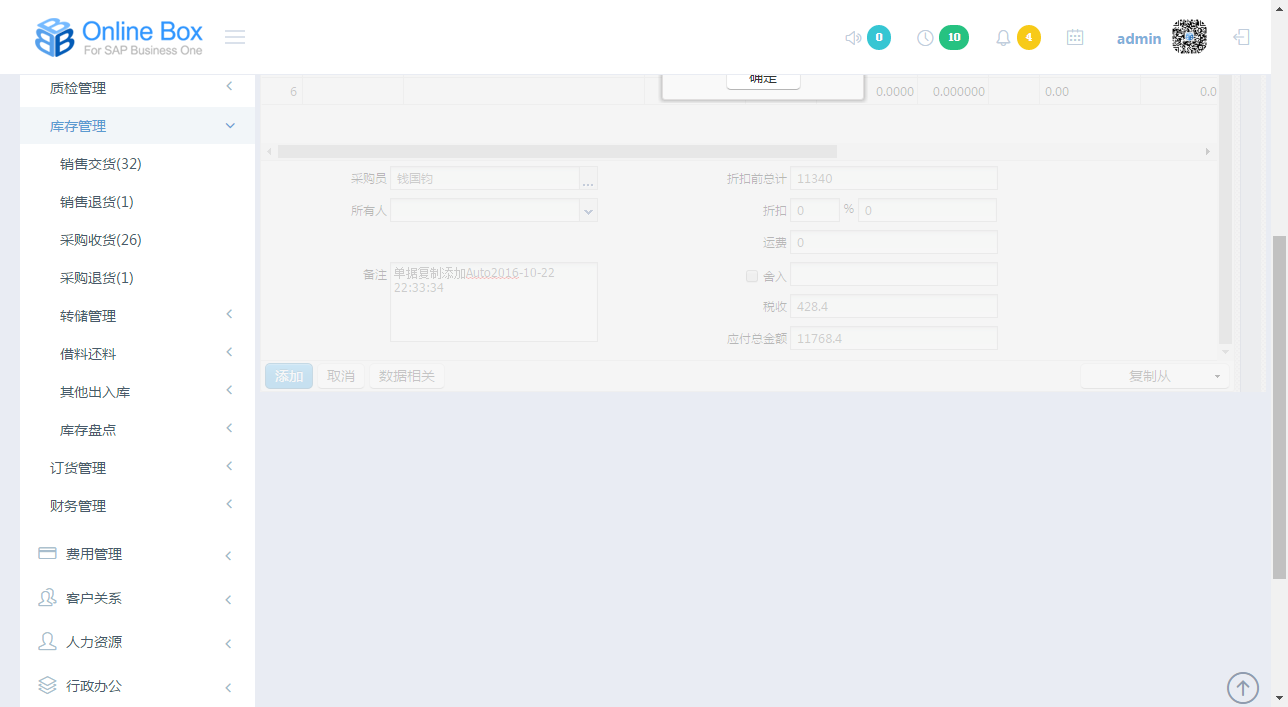 Online Box
For SAP Business One
0
10
4
admin
质检管理
库存管理
销售交货(32)
销售退货(1)
采购收货(26)
采购退货(1)
转储管理
借料还料
其他出入库
库存盘点
订货管理
财务管理
费用管理
客户关系
人力资源
行政办公
确定
6 0.0000 0.000000 0.00 0.0
采购员 钱国钧 ...
折扣前总计 11340
所有人
折扣 0 % 0
运费 0
备注 单据复制添加Auto2016-10-22
22:33:34
舍入
税收 428.4
应付总金额 11768.4
添加 取消 数据相关 复制从